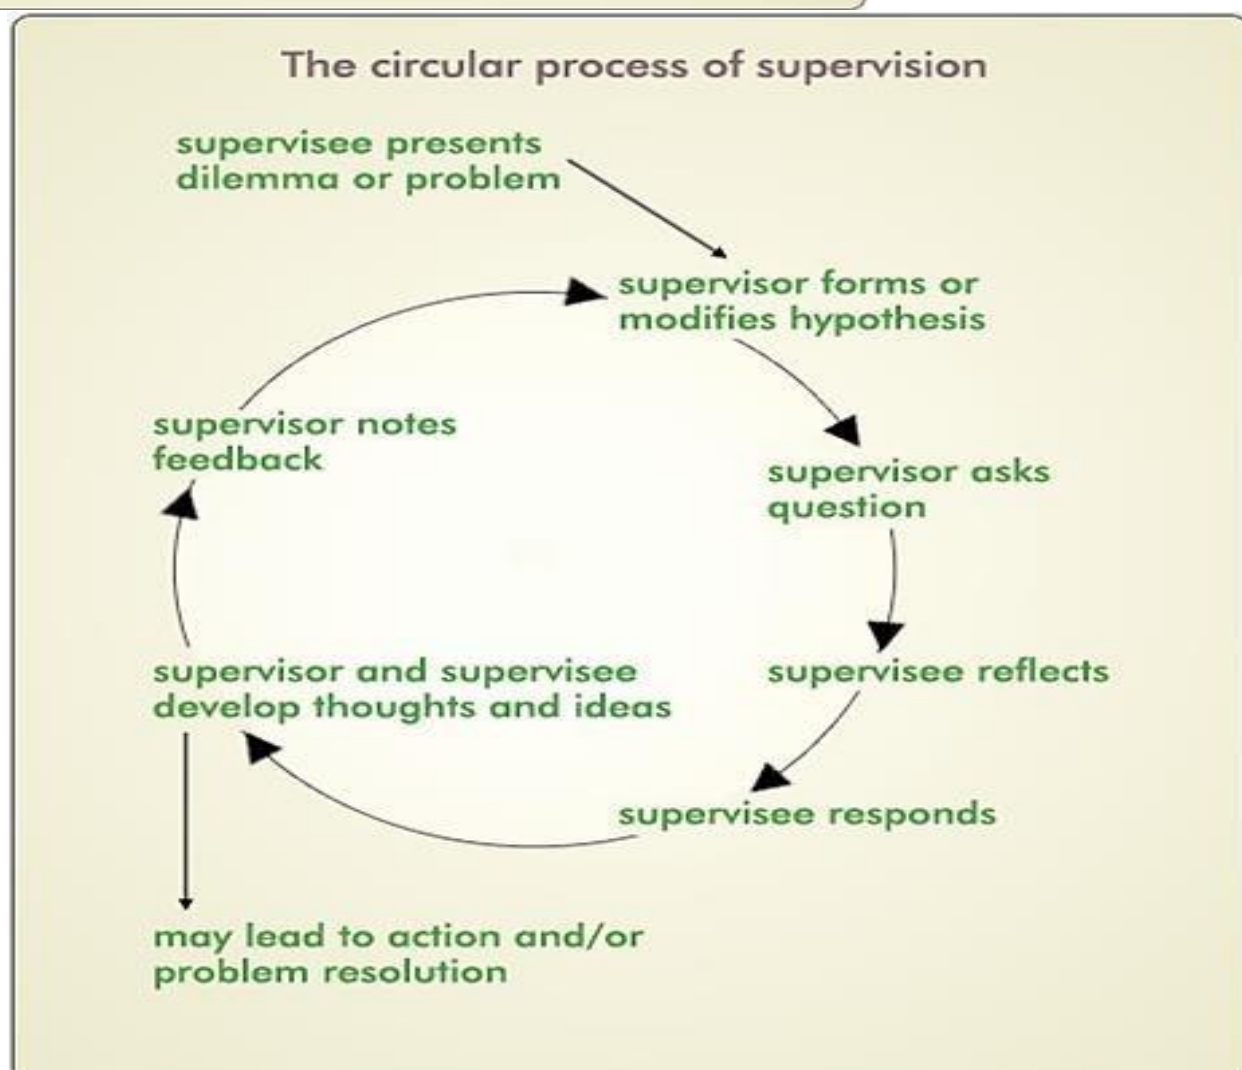 The circular process of supervision
supervisee presents
dilemma or problem
supervisor forms or
modifies hypothesis
supervisor asks
question
supervisee reflects
supervisee responds
supervisor and supervisee
develop thoughts and ideas
supervisor notes
feedback
may lead to action and/or
problem resolution